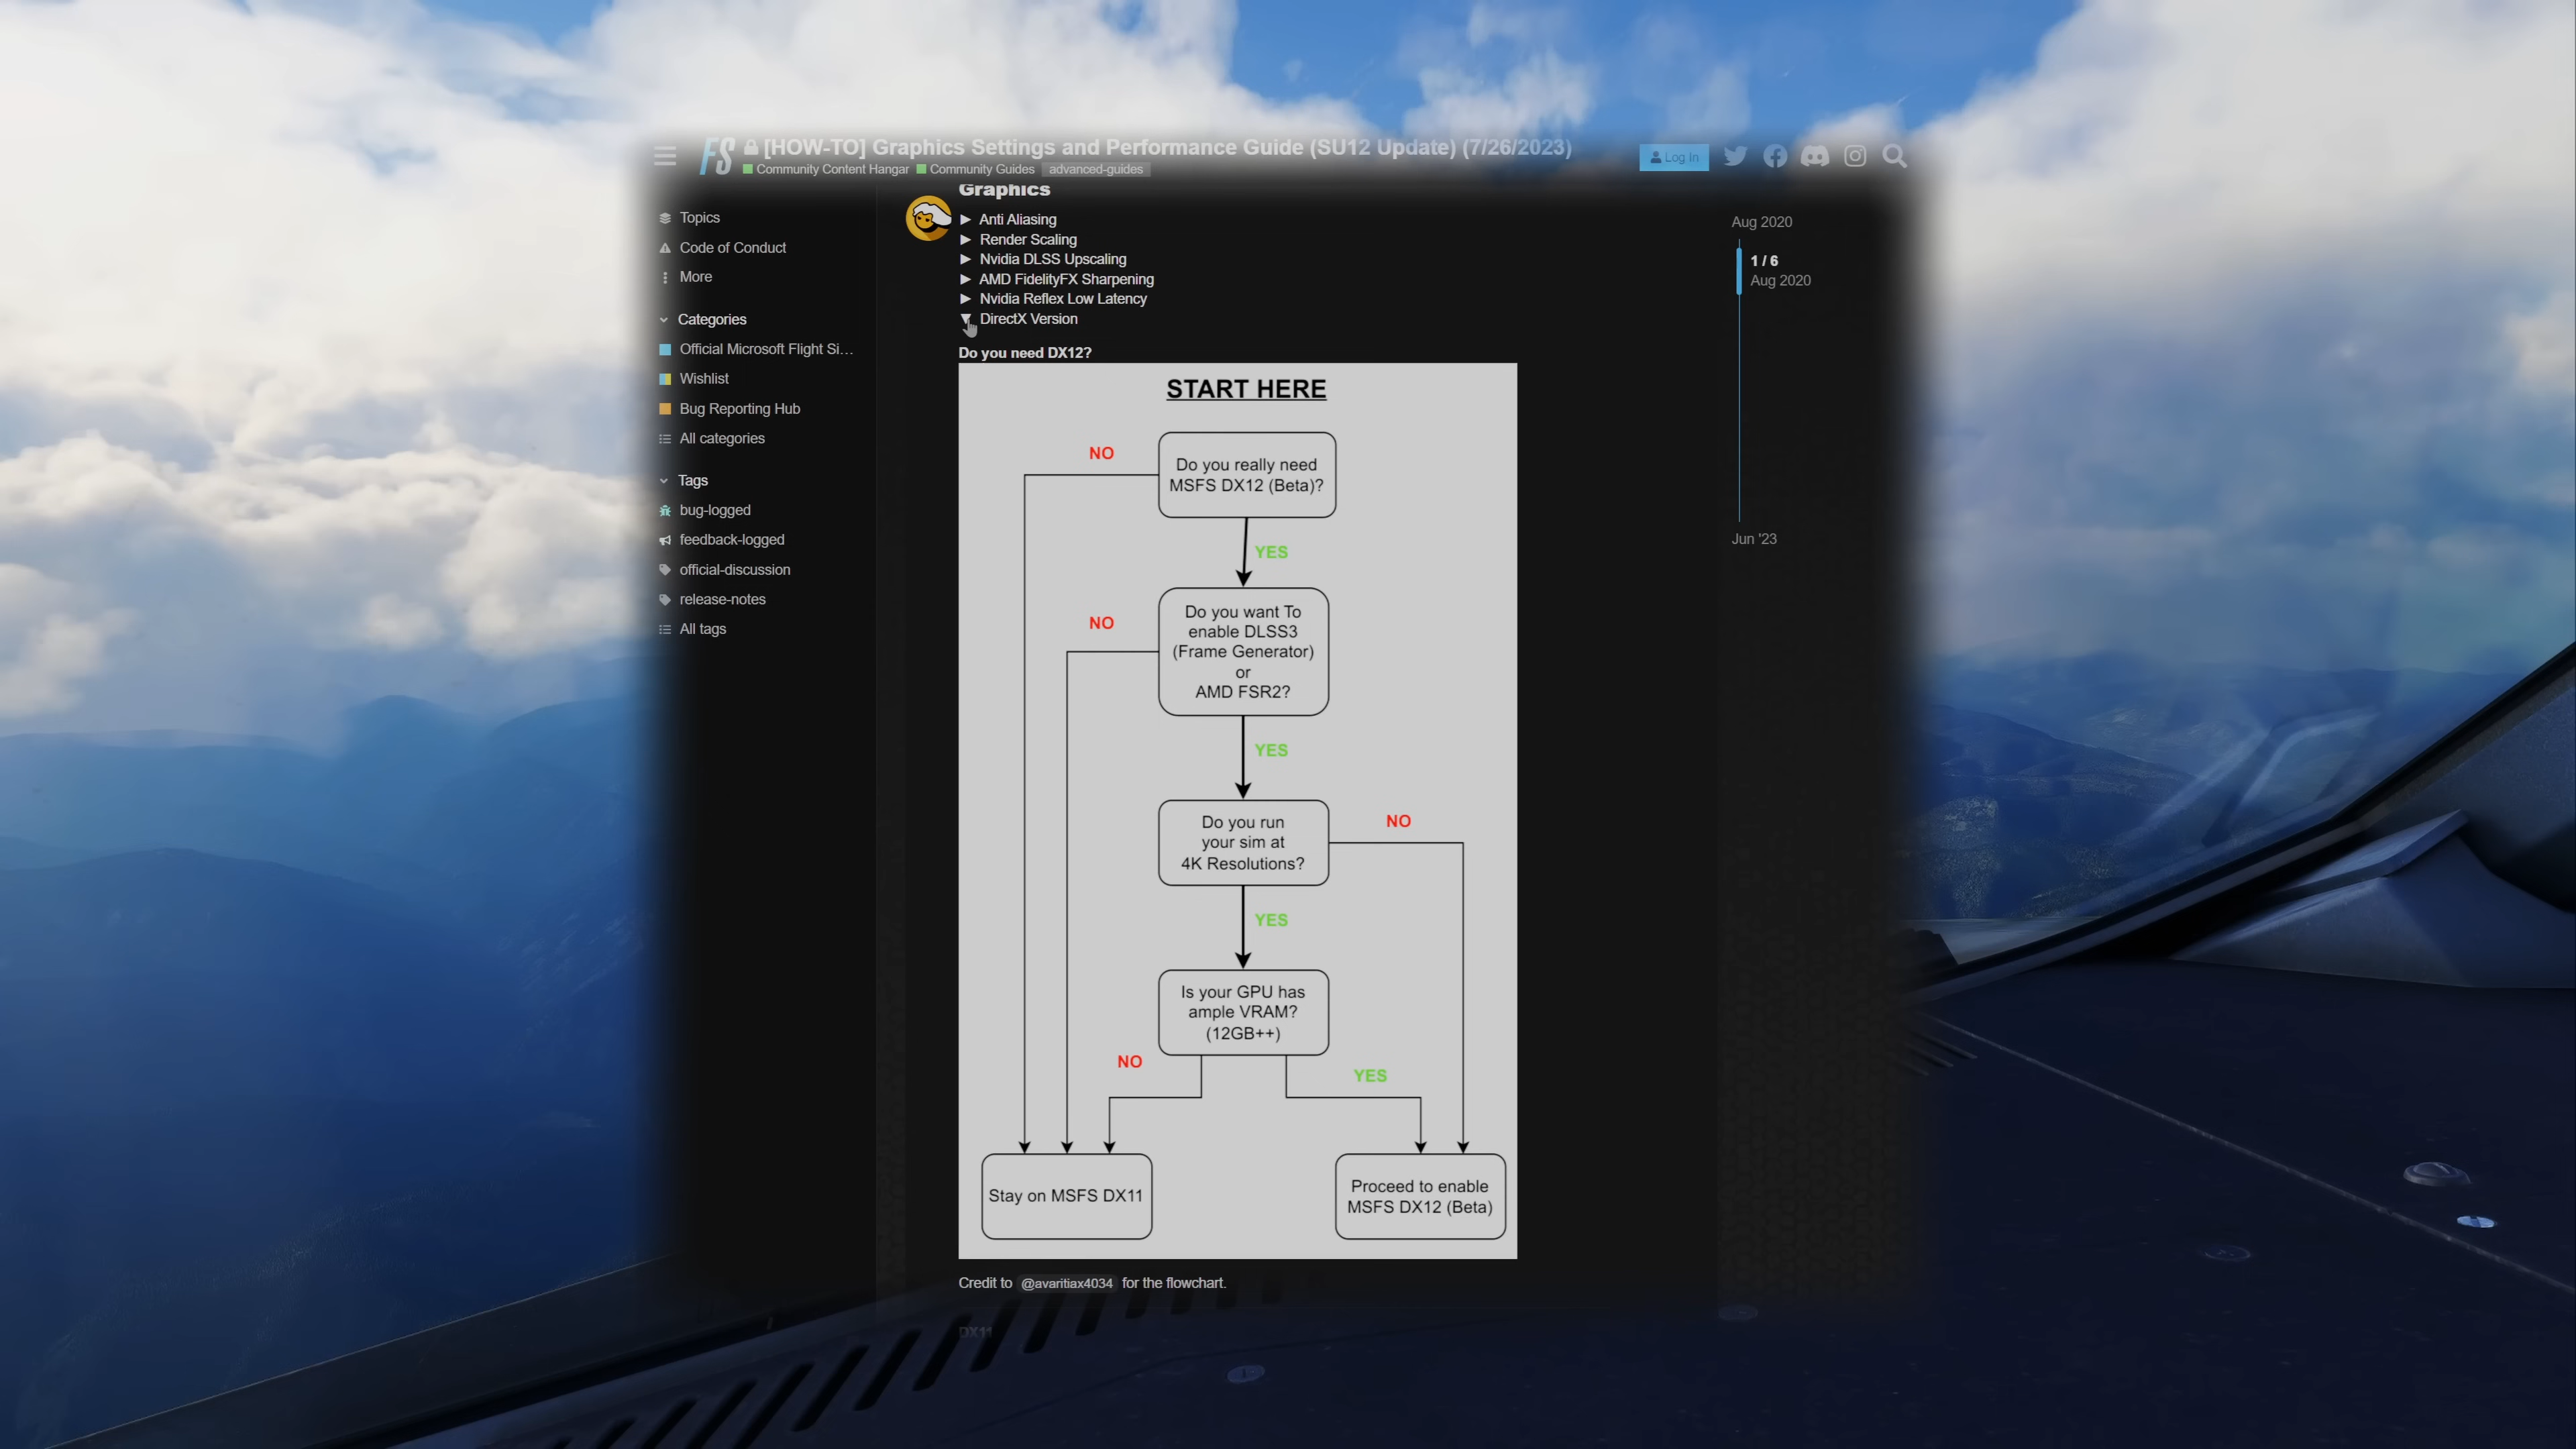 FS
[HOW-TO] Graphics Settings and Performance Guide (SU12 Update) (7/26/2023)
Community Content Hangar Community Guides advanced-guides
Log In
Topics
Code of Conduct
More
Categories
Official Microsoft Flight Si...
Wishlist
Bug Reporting Hub
All categories
Tags
bug-logged
feedback-logged
official-discussion
release-notes
All tags
Graphics
Anti Aliasing
Render Scaling
Nvidia DLSS Upscaling
AMD FidelityFX Sharpening
Nvidia Reflex Low Latency
DirectX Version
Do you need DX12?
START HERE
NO
Do you really need
MSFS DX12 (Beta)?
YES
NO
Do you want To
enable DLSS3
(Frame Generator)
or
AMD FSR2?
YES
Do you run
your sim at
4K Resolutions?
NO
YES
Is your GPU has
ample VRAM?
(12GB++)
NO
YES
Stay on MSFS DX11
Proceed to enable
MSFS DX12 (Beta)
Credit to @avaritiax4034 for the flowchart.
DX11
Aug 2020
1 / 6
Aug 2020
Jun '23